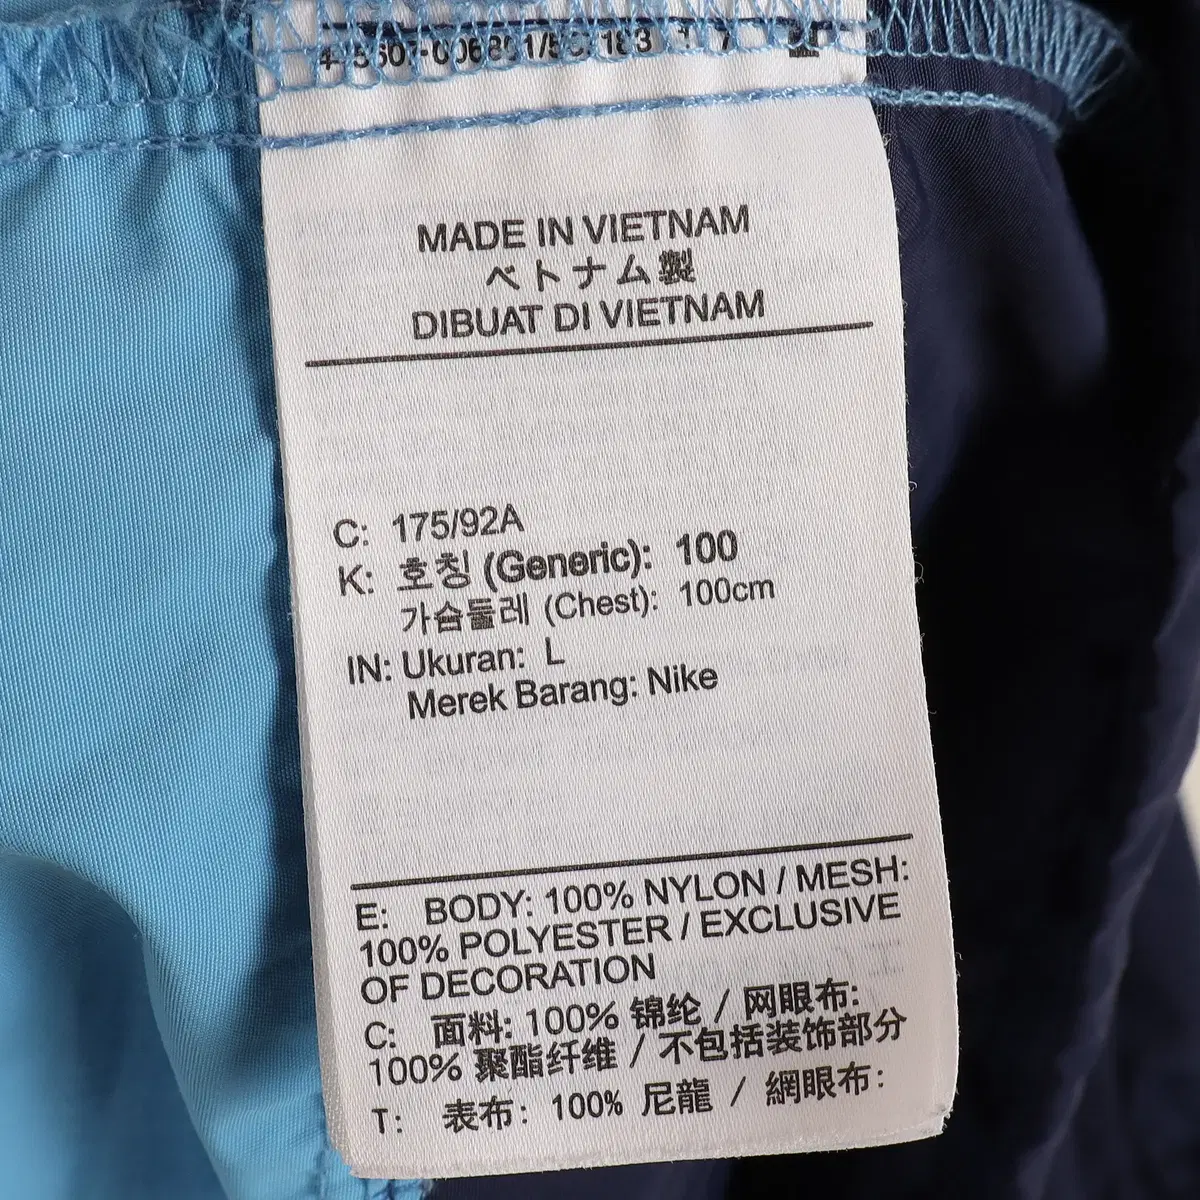 MADE IN VIETNAM
ベトナム製
DIBUAT DI VIETNAM
C: 175/92A
K: 호칭 (Generic): 100
가슴둘레 (Chest): 100cm
IN: Ukuran: L
Merek Barang: Nike
E: BODY: 100% NYLON / MESH:
100% POLYESTER / EXCLUSIVE
OF DECORATION
C: 面料: 100% 锦纶 / 网眼布:
100% 聚酯纤维 / 不包括装饰部分
T: 表布: 100% 尼龍 / 網眼布: